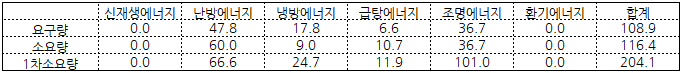 신재생에너지 난방에너지 냉방에너지 급탕에너지 조명에너지 환기에너지 합계
요구량 0.0 47.8 17.8 6.6 36.7 0.0 108.9
소요량 0.0 60.0 9.0 10.7 36.7 0.0 116.4
1차소요량 0.0 66.6 24.7 11.9 101.0 0.0 204.1